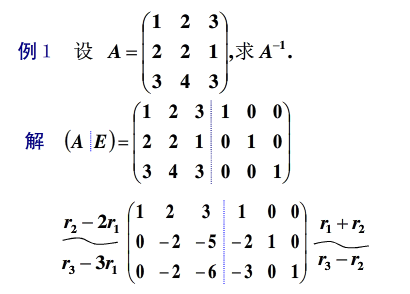 例1 设 A = (1 2 3; 2 2 1; 3 4 3), 求 A⁻¹.
解 (A | E) = (1 2 3 | 1 0 0; 2 2 1 | 0 1 0; 3 4 3 | 0 0 1)
r₂ − 2r₁ r₃ − 3r₁ (1 2 3 | 1 0 0; 0 −2 −5 | −2 1 0; 0 −2 −6 | −3 0 1) r₁ + r₂ r₃ − r₂